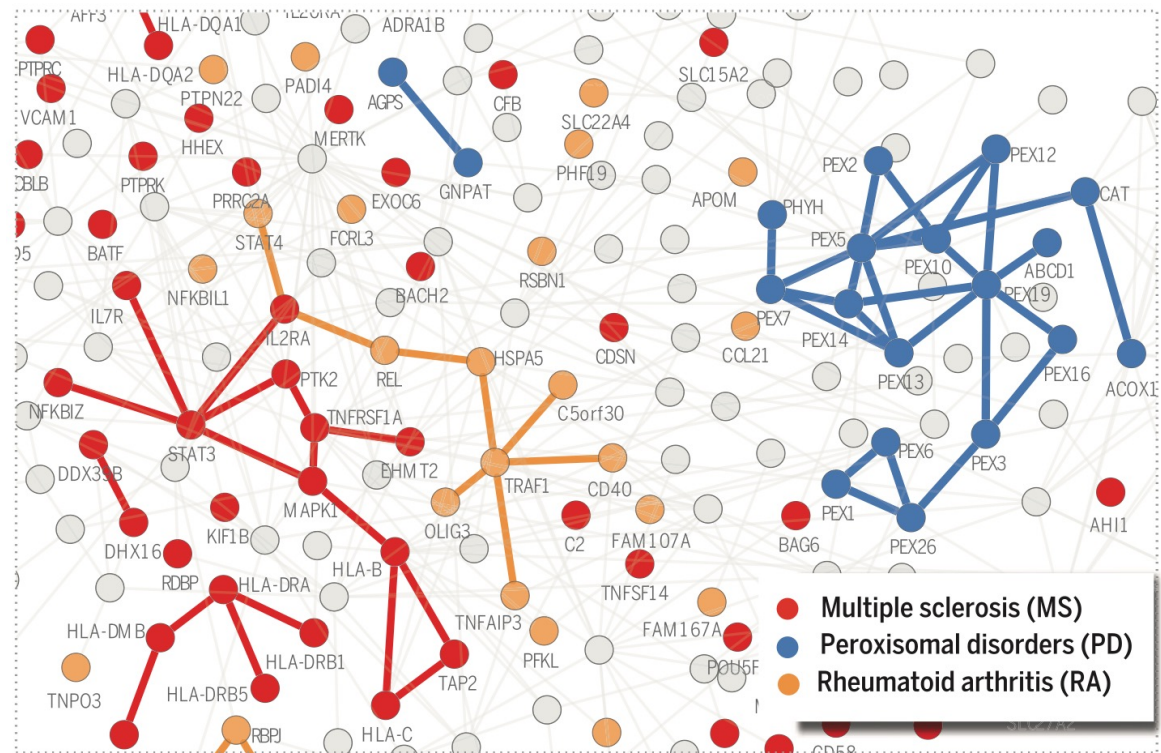 AFF3
HLA-DQA1
ADRA1B
PTPRC
HLA-DQA2
PTPN22
PADI4
AGPS
CFB
SLC15A2
VCAM1
HHEX
MERTK
SLC22A4
CBLB
PTPRK
PRRC2A
EXOC6
GNPAT
PHF19
APOM
PEX2
PEX12
CAT
PHYH
BATF
STAT4
FCRL3
PEX5
PEX10
ABCD1
NFKBIL1
BACH2
RSBN1
PEX7
PEX19
IL7R
IL2RA
PEX14
CDSN
CCL21
REL
HSPA5
PEX13
PEX16
ACOX1
NFKBIZ
PTK2
C5orf30
TNFRSF1A
STAT3
EHMT2
PEX6
PEX3
DDX39B
TRAF1
CD40
MAPK1
OLIG3
PEX1
AHI1
KIF1B
C2
FAM107A
BAG6
PEX26
DHX16
RDBP
HLA-DRA
HLA-B
TNFSF14
HLA-DMB
TNFAIP3
FAM167A
HLA-DRB1
PFKL
TNPO3
HLA-DRB5
TAP2
RBPJ
HLA-C
CD58
SLC27A2
Multiple sclerosis (MS)
Peroxisomal disorders (PD)
Rheumatoid arthritis (RA)